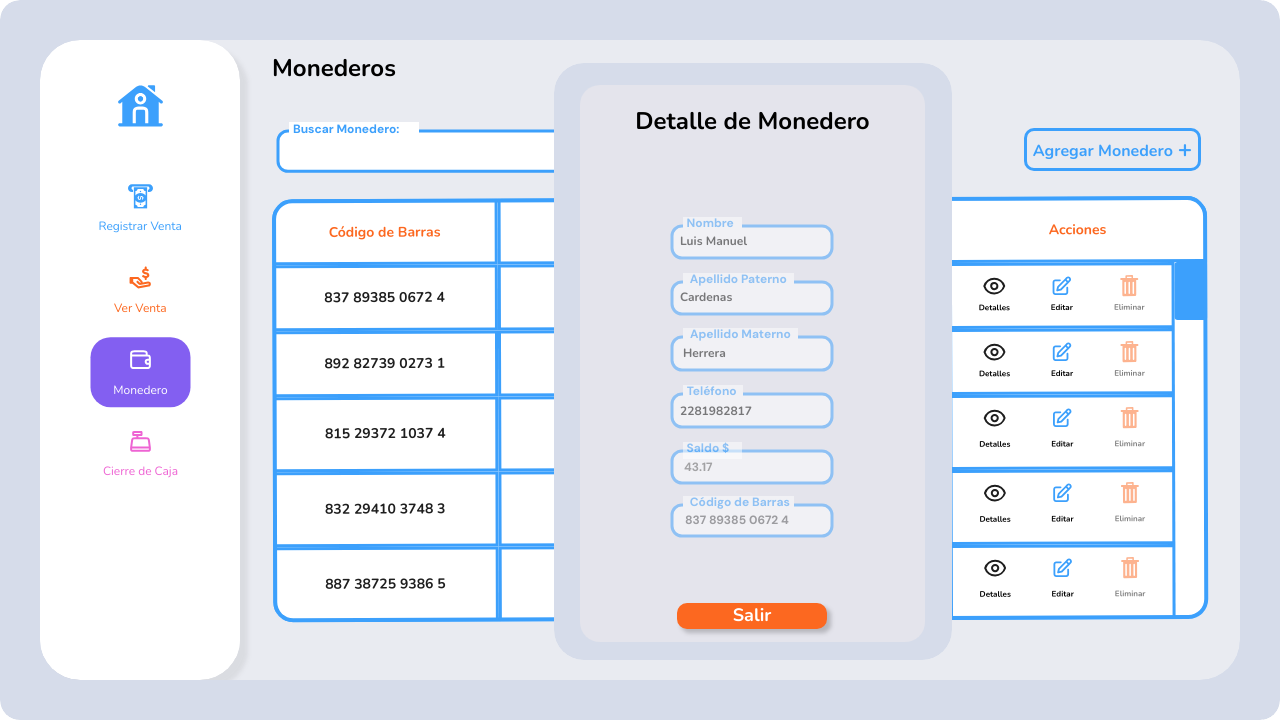 Registrar Venta
Ver Venta
Monedero
Cierre de Caja
Monederos
Buscar Monedero:
Agregar Monedero +
Código de Barras
Acciones
837 89385 0672 4
Detalles Editar Eliminar
892 82739 0273 1
Detalles Editar Eliminar
815 29372 1037 4
Detalles Editar Eliminar
832 29410 3748 3
Detalles Editar Eliminar
887 38725 9386 5
Detalles Editar Eliminar
Detalle de Monedero
Nombre
Luis Manuel
Apellido Paterno
Cardenas
Apellido Materno
Herrera
Teléfono
2281982817
Saldo $
43.17
Código de Barras
837 89385 0672 4
Salir